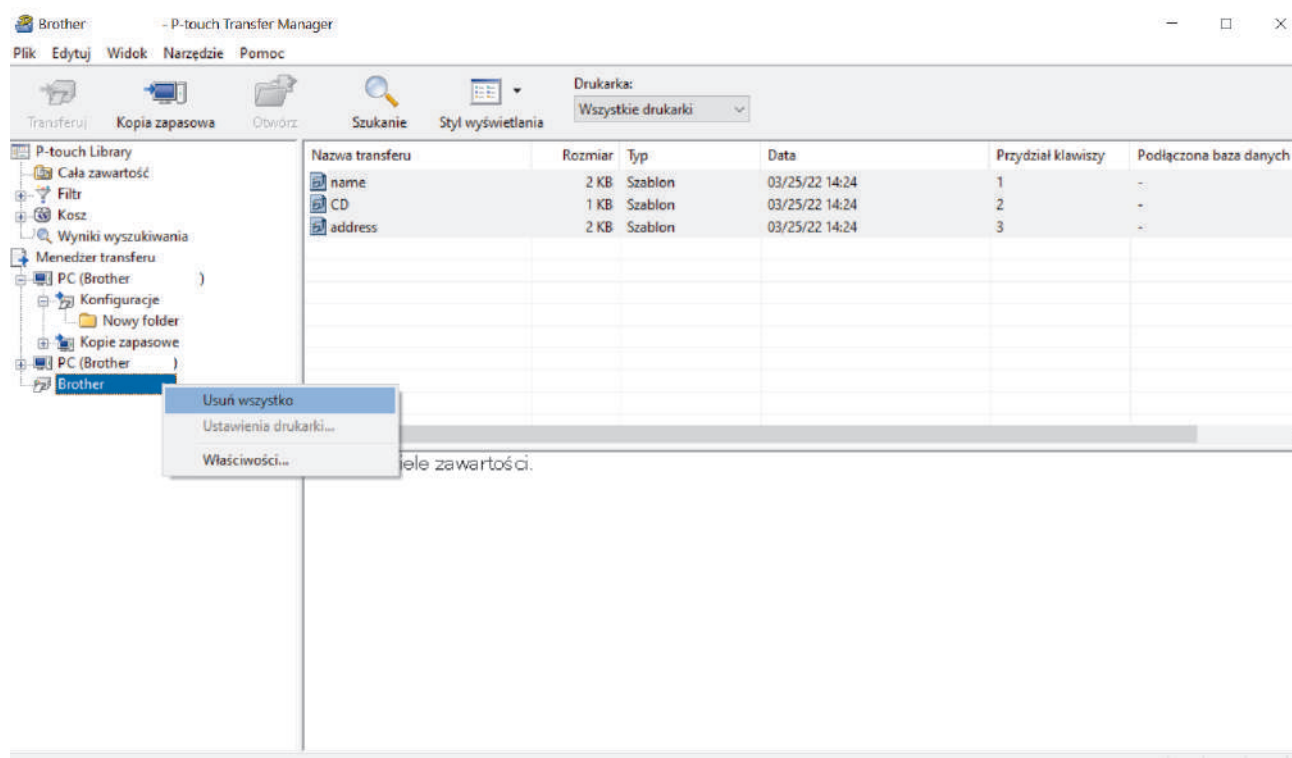 Brother - P-touch Transfer Manager
Plik Edytuj Widok Narzędzie Pomoc
Transferuj Kopia zapasowa Otwórz Szukanie Styl wyświetlania
Drukarka:
Wszystkie drukarki
P-touch Library
Cała zawartość
Filtr
Kosz
Wyniki wyszukiwania
Menedżer transferu
PC (Brother )
Konfiguracje
Nowy folder
Kopie zapasowe
PC (Brother )
Brother
Usuń wszystko
Ustawienia drukarki...
Właściwości...
Nazwa transferu Rozmiar Typ Data Przydział klawiszy Podłączona baza danych
name 2 KB Szablon 03/25/22 14:24 1 -
CD 1 KB Szablon 03/25/22 14:24 2 -
address 2 KB Szablon 03/25/22 14:24 3 -
zawartości.